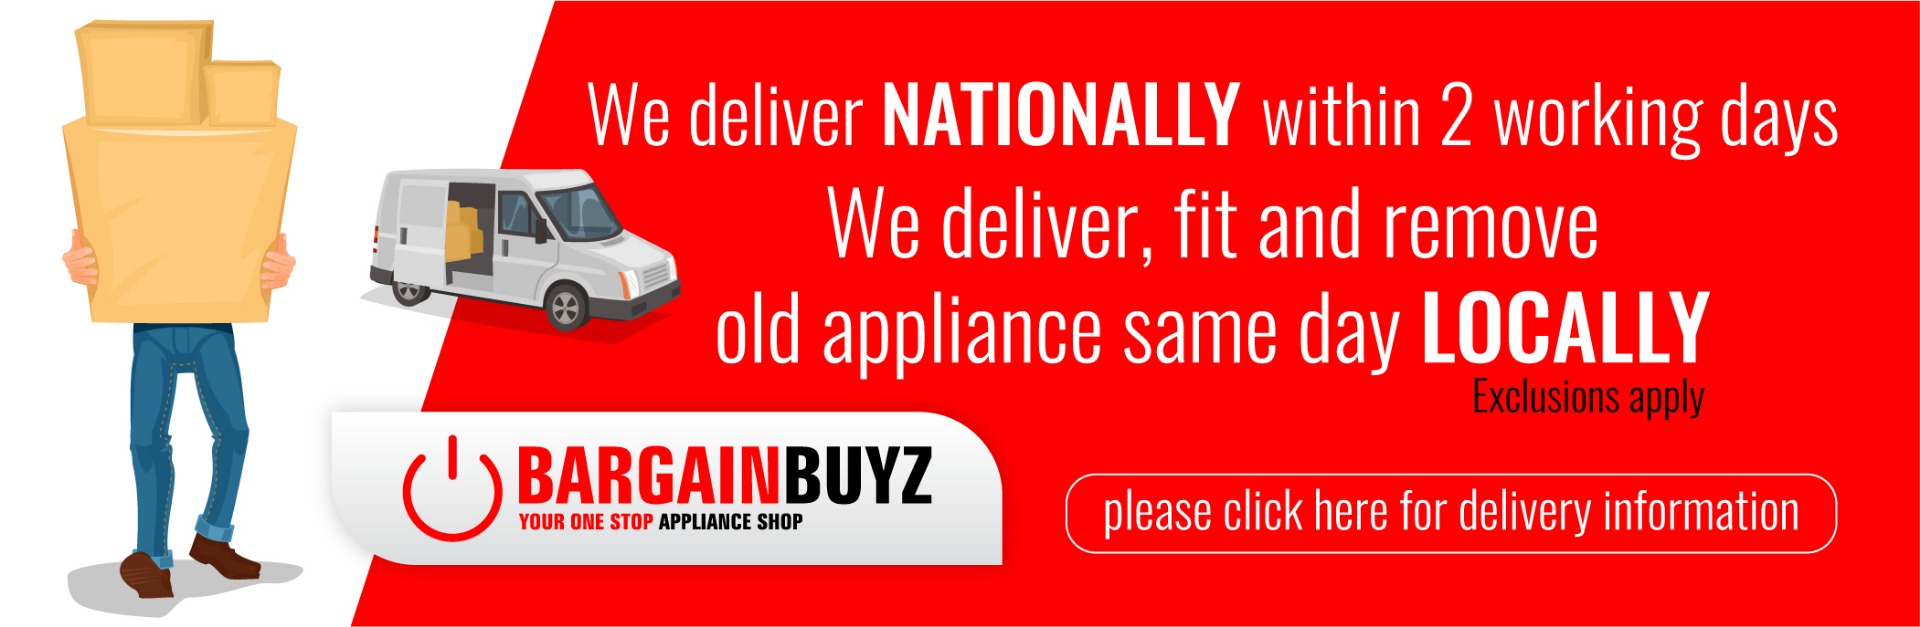 We deliver NATIONALLY within 2 working days
We deliver, fit and remove
old appliance same day LOCALLY
Exclusions apply
BARGAINBUYZ
YOUR ONE STOP APPLIANCE SHOP
please click here for delivery information